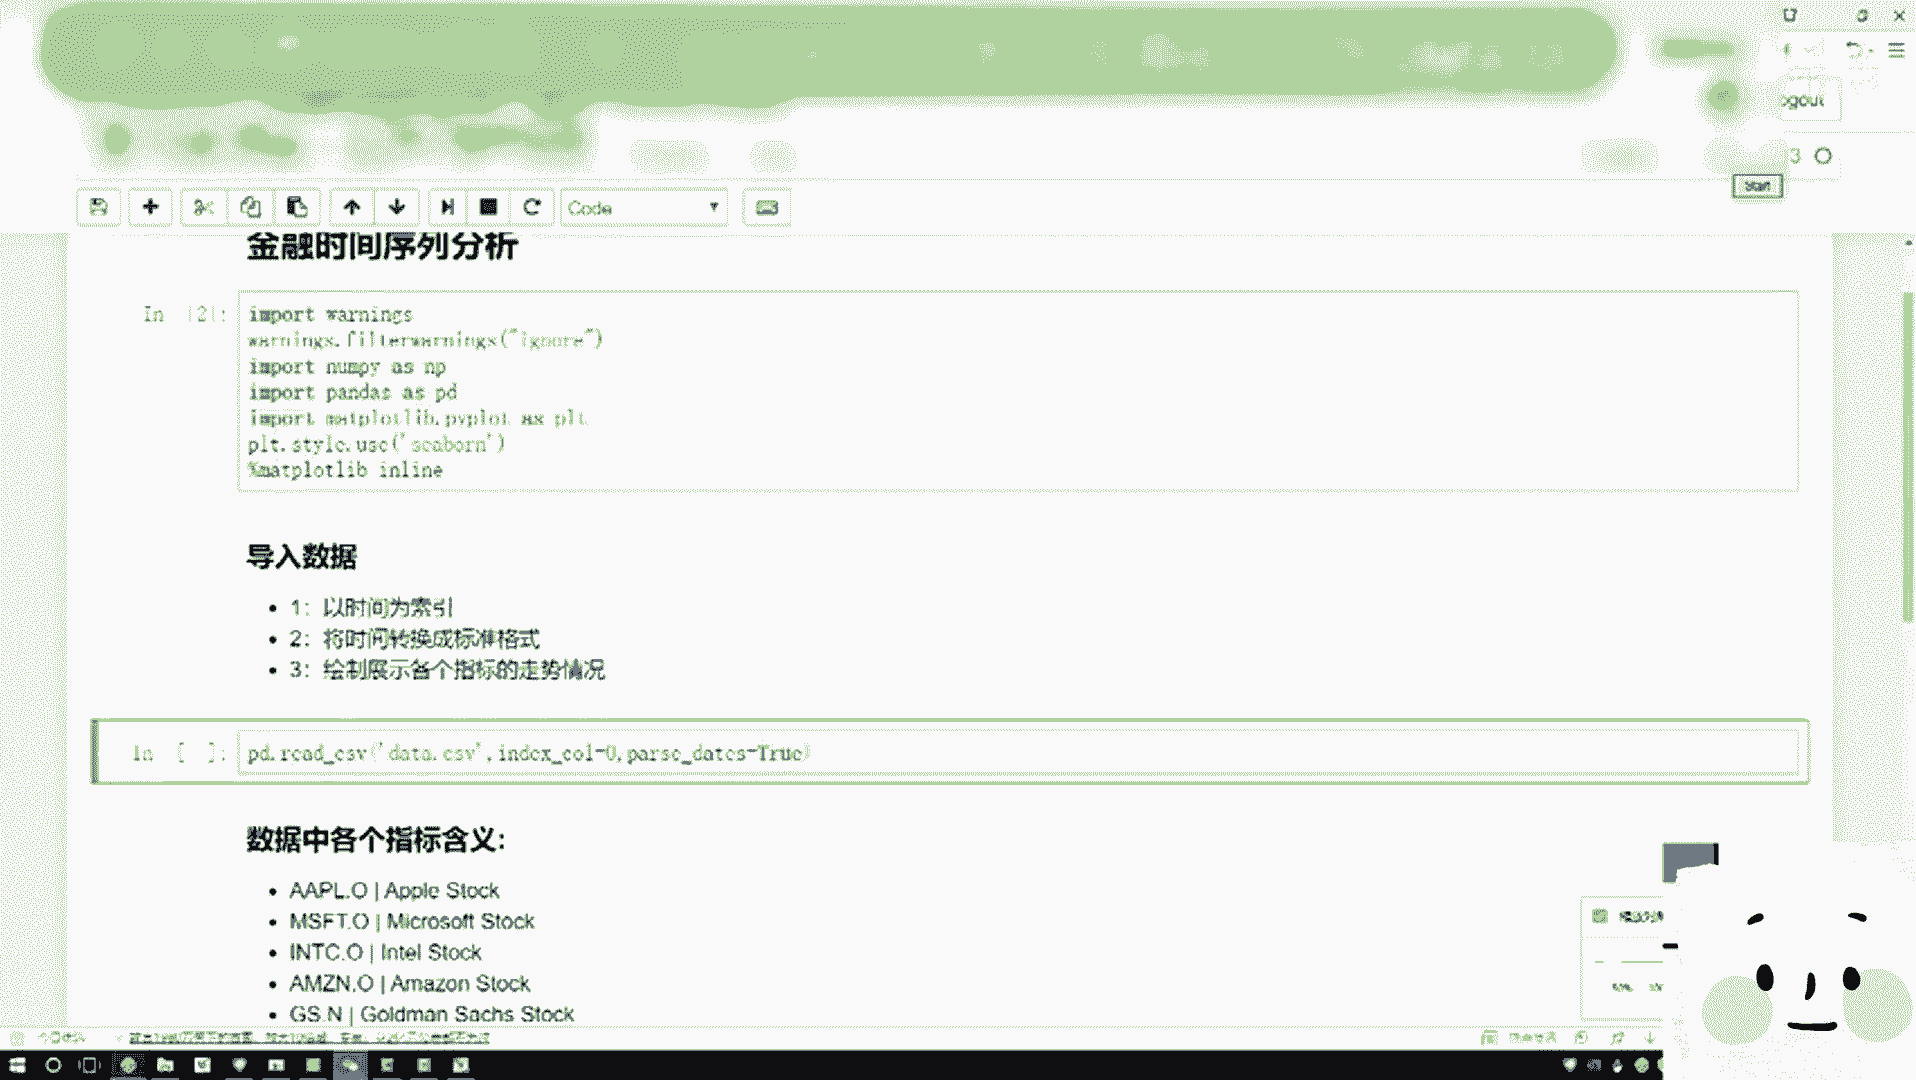 ogout
3
Start
Code
金融时间序列分析
In [2]:
import warnings
warnings.filterwarnings("ignore")
import numpy as np
import pandas as pd
import matplotlib.pyplot as plt
plt.style.use('seaborn')
%matplotlib inline
导入数据
1：以时间为索引
2：将时间转换成标准格式
3：绘制展示各个指标的走势情况
In [ ]:
pd.read_csv('data.csv',index_col=0,parse_dates=True)
数据中各个指标含义:
AAPL.O | Apple Stock
MSFT.O | Microsoft Stock
INTC.O | Intel Stock
AMZN.O | Amazon Stock
GS.N | Goldman Sachs Stock